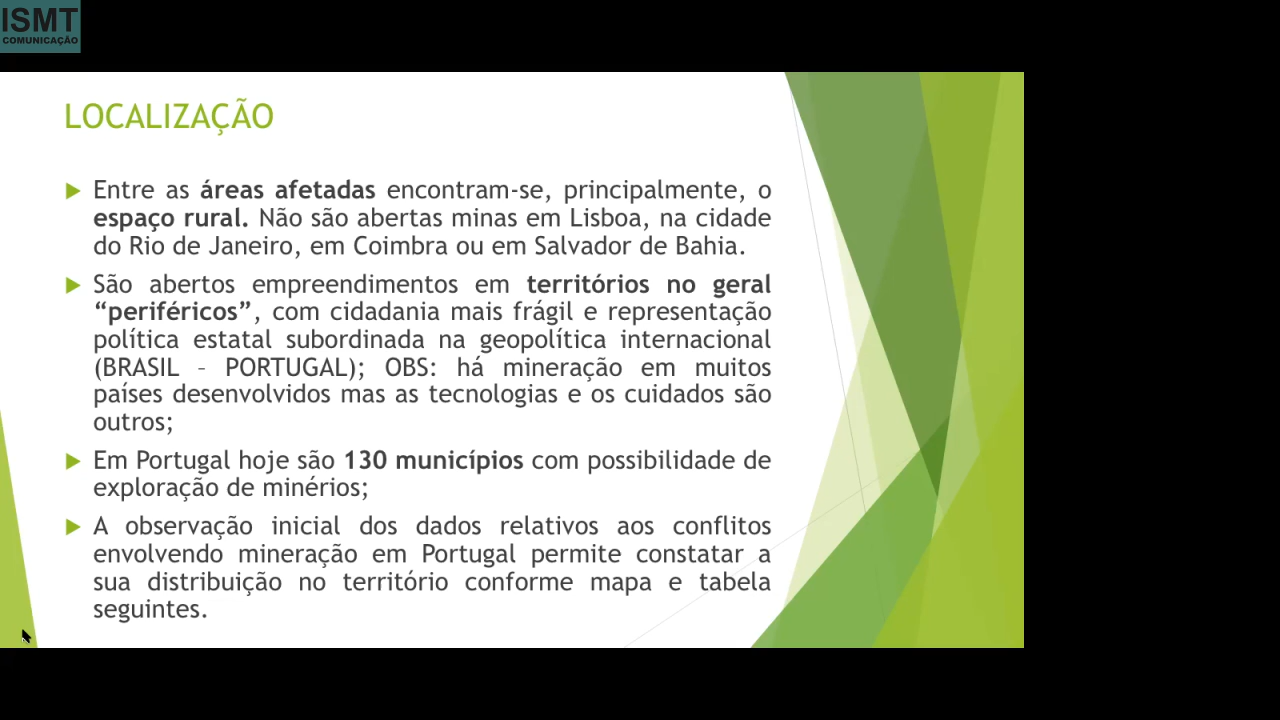 ISMT
COMUNICAÇÃO
LOCALIZAÇÃO
Entre as áreas afetadas encontram-se, principalmente, o
espaço rural. Não são abertas minas em Lisboa, na cidade
do Rio de Janeiro, em Coimbra ou em Salvador de Bahia.
São abertos empreendimentos em territórios no geral
“periféricos”, com cidadania mais frágil e representação
política estatal subordinada na geopolítica internacional
(BRASIL – PORTUGAL); OBS: há mineração em muitos
países desenvolvidos mas as tecnologias e os cuidados são
outros;
Em Portugal hoje são 130 municípios com possibilidade de
exploração de minérios;
A observação inicial dos dados relativos aos conflitos
envolvendo mineração em Portugal permite constatar a
sua distribuição no território conforme mapa e tabela
seguintes.